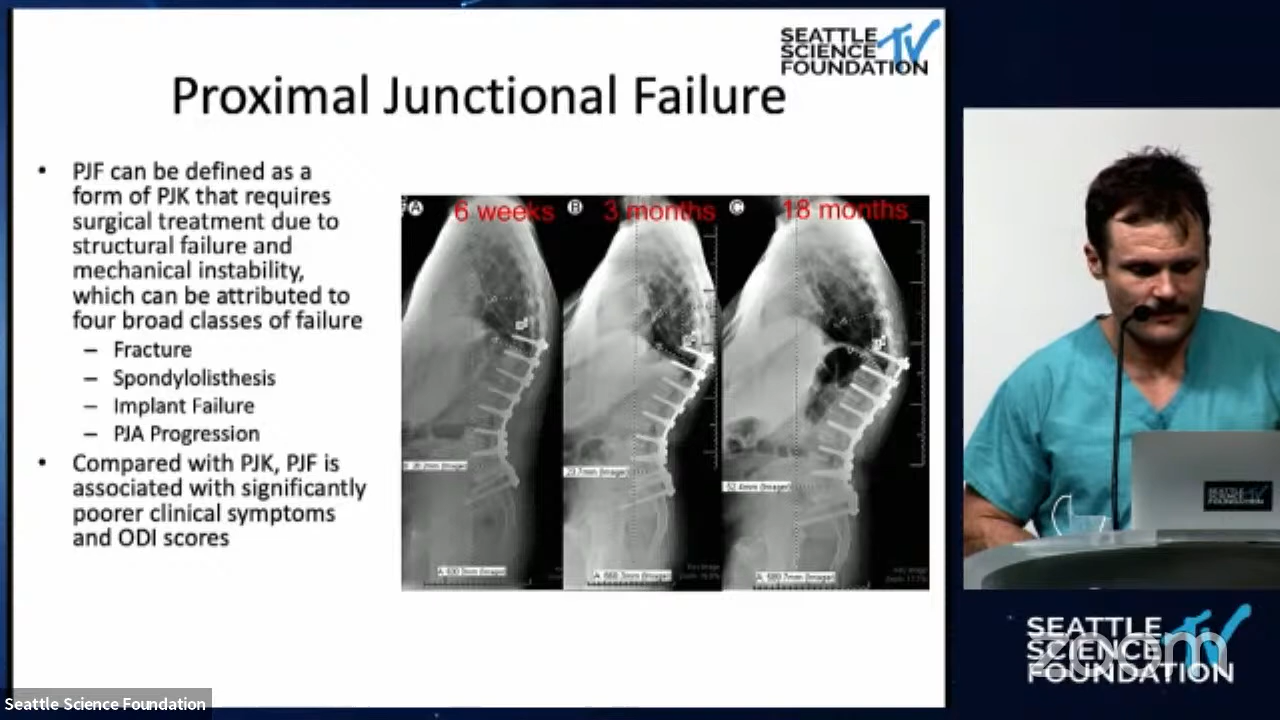 SEATTLE
SCIENCE TV
FOUNDATION
Proximal Junctional Failure
• PJF can be defined as a
form of PJK that requires
surgical treatment due to
structural failure and
mechanical instability,
which can be attributed to
four broad classes of failure
– Fracture
– Spondylolisthesis
– Implant Failure
– PJA Progression
• Compared with PJK, PJF is
associated with significantly
poorer clinical symptoms
and ODI scores
A 6 weeks
B 3 months
C 18 months
SEATTLE
SCIENCE TV
FOUNDATION
zoom
Seattle Science Foundation